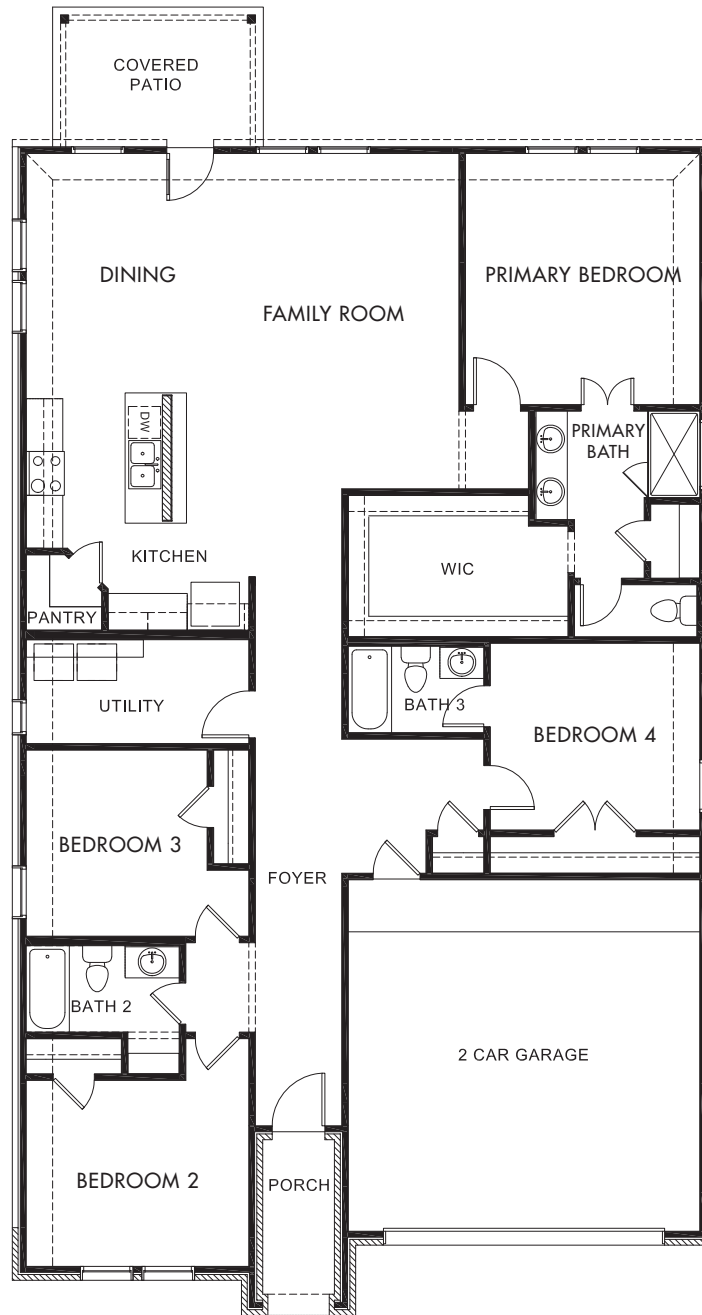 COVERED
PATIO
DINING
PRIMARY BEDROOM
FAMILY ROOM
DW
PRIMARY
BATH
KITCHEN
WIC
PANTRY
UTILITY
BATH 3
BEDROOM 4
BEDROOM 3
FOYER
BATH 2
2 CAR GARAGE
BEDROOM 2
PORCH